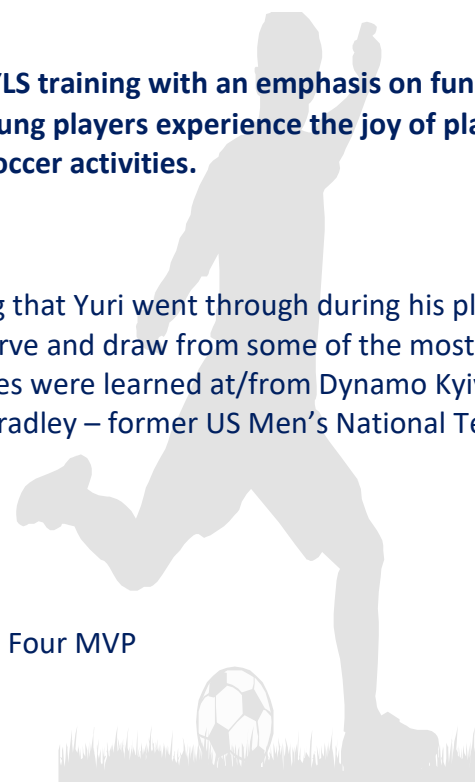 YLS training with an emphasis on fun
ung players experience the joy of pla
occer activities.
g that Yuri went through during his pl
rve and draw from some of the most
es were learned at/from Dynamo Kyiv
radley – former US Men's National Te
Four MVP